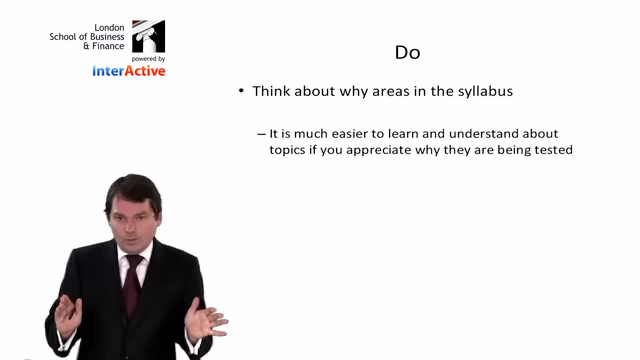 London
School of Business
& Finance
powered by
InterActive
Do
• Think about why areas in the syllabus
– It is much easier to learn and understand about
topics if you appreciate why they are being tested